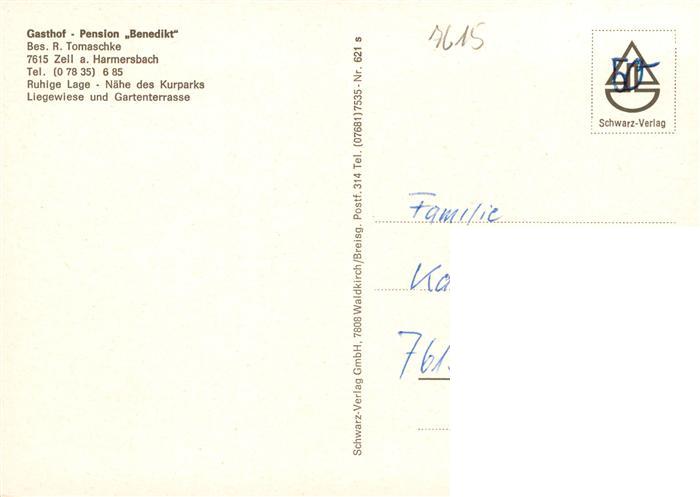 Gasthof - Pension „Benedikt"
Bes. R. Tomaschke
7615 Zell a. Harmersbach
Tel. (0 78 35) 6 85
Ruhige Lage - Nähe des Kurparks
Liegewiese und Gartenterrasse
Schwarz-Verlag GmbH, 7808 Waldkirch/Breisg. Postf. 314 Tel. (07681) 7535 - Nr. 621 s
7615
Schwarz-Verlag
Familie